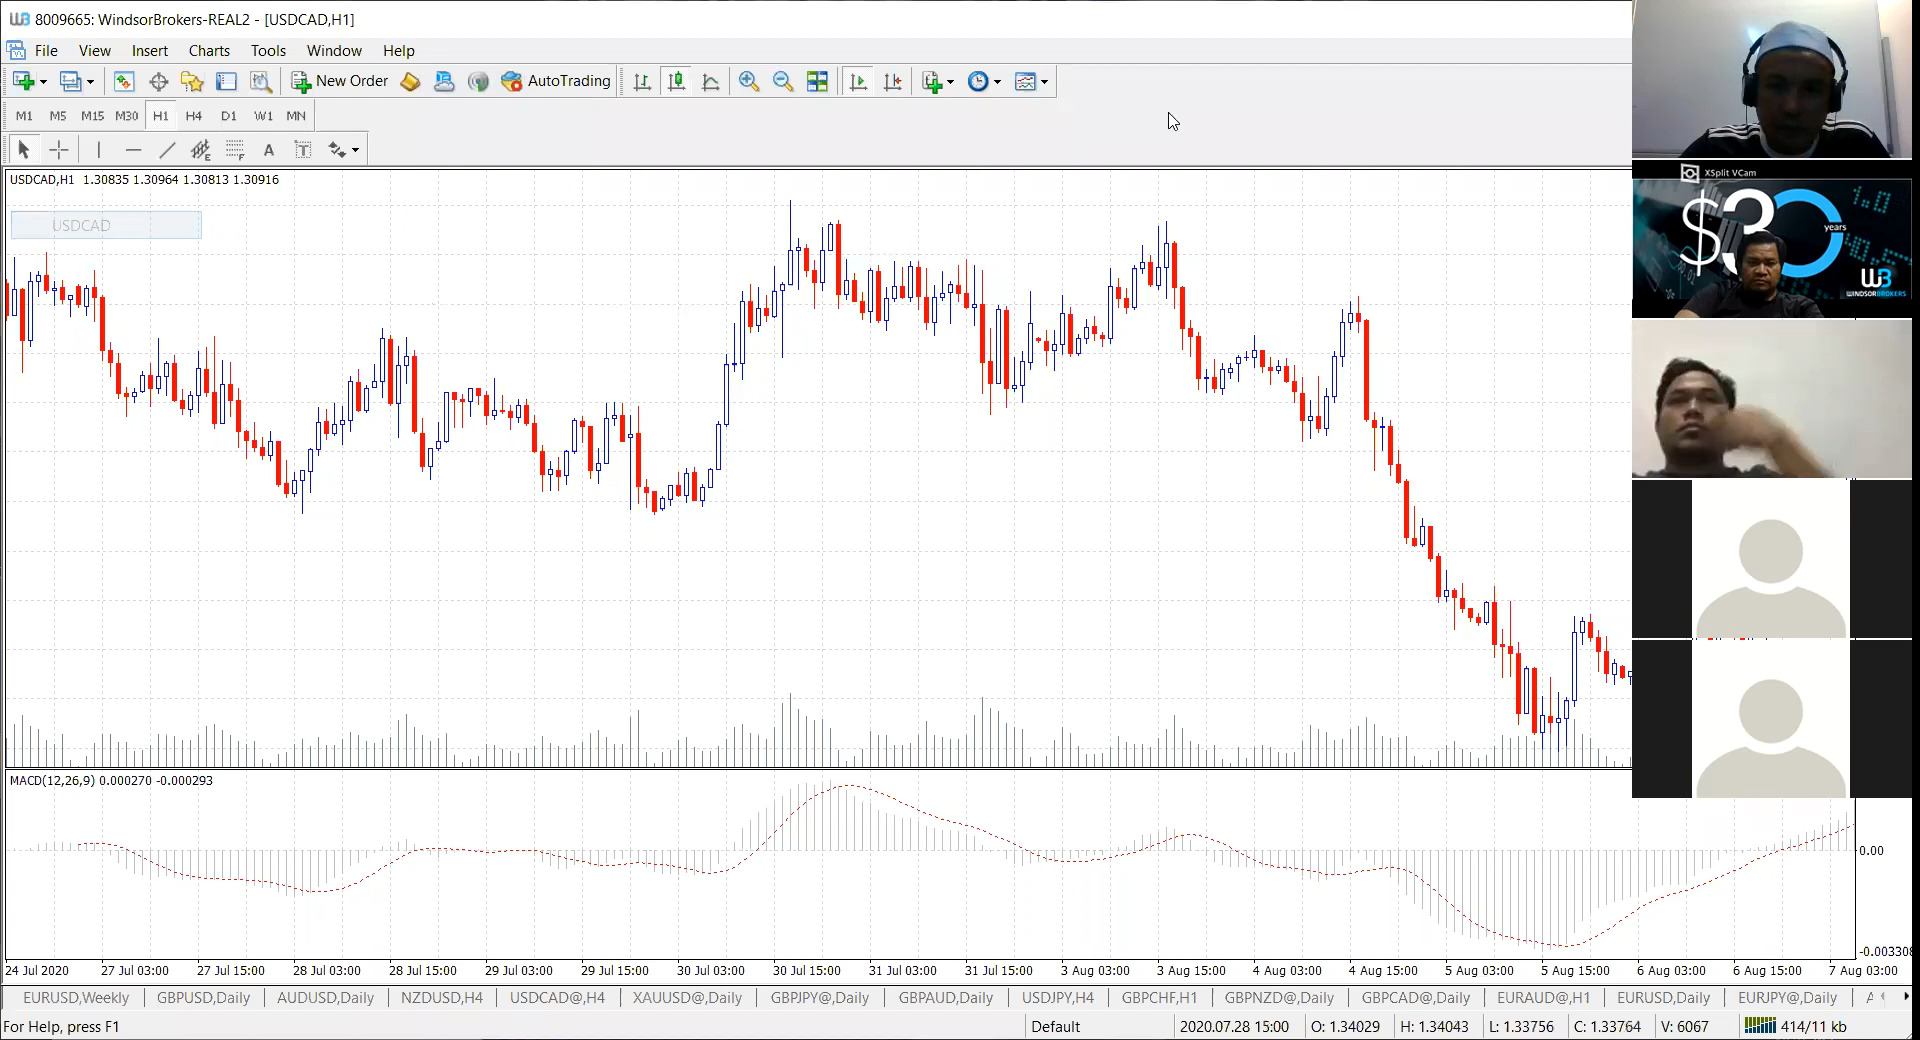 8009665: WindsorBrokers-REAL2 - [USDCAD,H1]
File View Insert Charts Tools Window Help
New Order AutoTrading
M1 M5 M15 M30 H1 H4 D1 W1 MN
A T
USDCAD,H1 1.30835 1.30964 1.30813 1.30916
USDCAD
XSplit VCam
$30
years
WINDSORBROKERS
MACD(12,26,9) 0.000270 -0.000293
0.00
-0.003308
24 Jul 2020 27 Jul 03:00 27 Jul 15:00 28 Jul 03:00 28 Jul 15:00 29 Jul 03:00 29 Jul 15:00 30 Jul 03:00 30 Jul 15:00 31 Jul 03:00 31 Jul 15:00 3 Aug 03:00 3 Aug 15:00 4 Aug 03:00 4 Aug 15:00 5 Aug 03:00 5 Aug 15:00 6 Aug 03:00 6 Aug 15:00 7 Aug 03:00
EURUSD,Weekly GBPUSD,Daily AUDUSD,Daily NZDUSD,H4 USDCAD@,H4 XAUUSD@,Daily GBPJPY@,Daily GBPAUD,Daily USDJPY,H4 GBPCHF,H1 GBPNZD@,Daily GBPCAD@,Daily EURAUD@,H1 EURUSD,Daily EURJPY@,Daily
For Help, press F1 Default 2020.07.28 15:00 O: 1.34029 H: 1.34043 L: 1.33756 C: 1.33764 V: 6067 414/11 kb